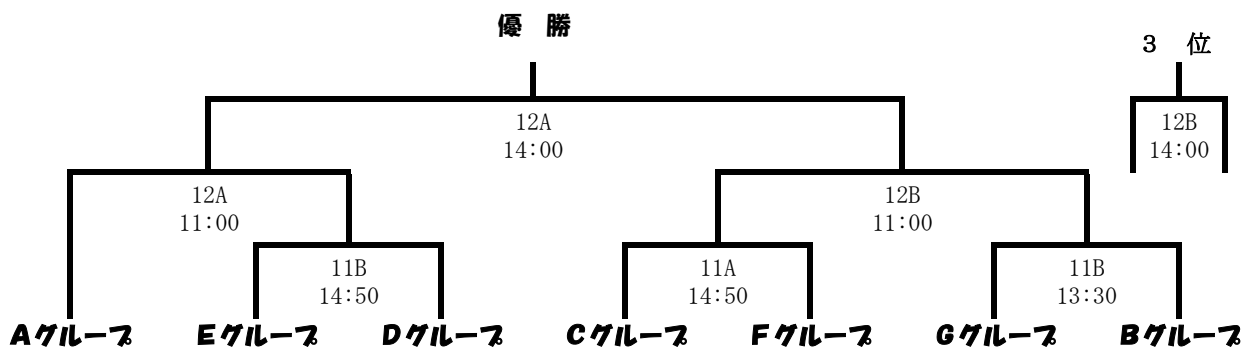 優 勝
3 位
12A
14:00
12B
14:00
12A
11:00
12B
11:00
11B
14:50
11A
14:50
11B
13:30
Aグループ
Eグループ
Dグループ
Cグループ
Fグループ
Gグループ
Bグループ